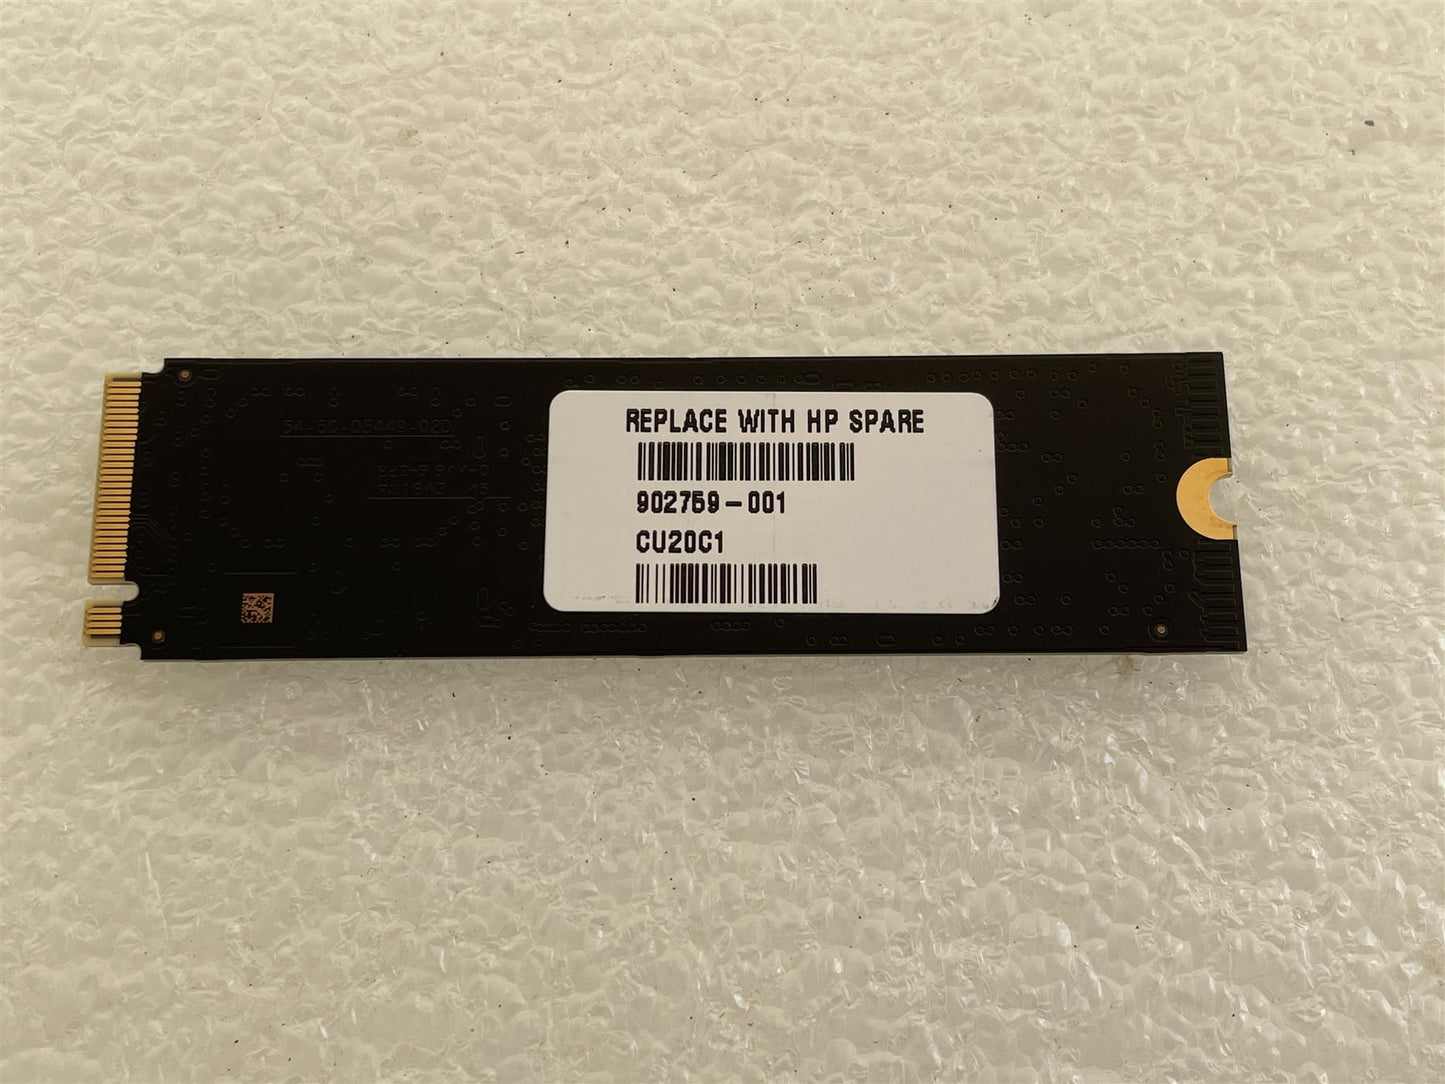 REPLACE WITH HP SPARE
902759-001
CU20C1
54-50-05449-02D